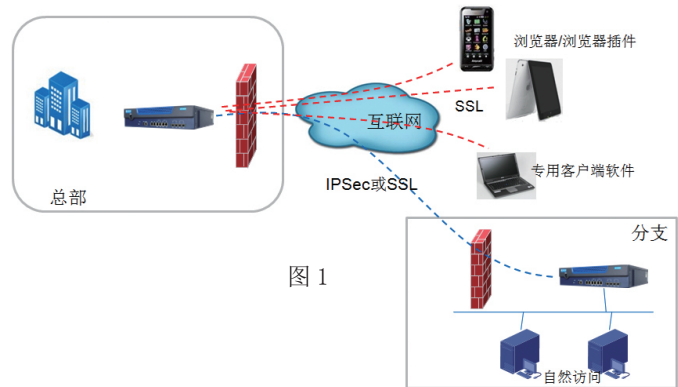 浏览器/浏览器插件
SSL
互联网
专用客户端软件
IPSec或SSL
总部
分支
图 1
自然访问